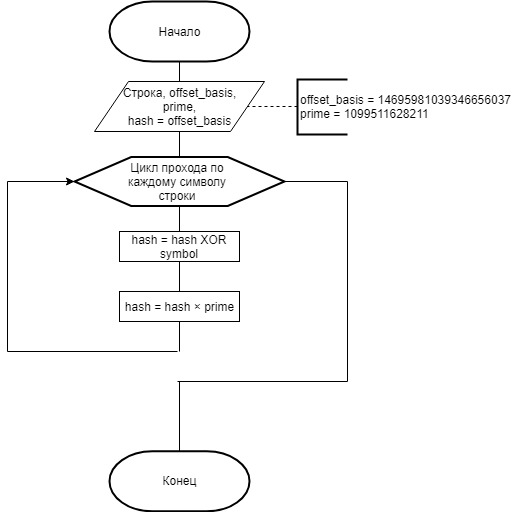 Начало
Строка, offset_basis,
prime,
hash = offset_basis
offset_basis = 14695981039346656037
prime = 1099511628211
Цикл прохода по
каждому символу
строки
hash = hash XOR
symbol
hash = hash × prime
Конец